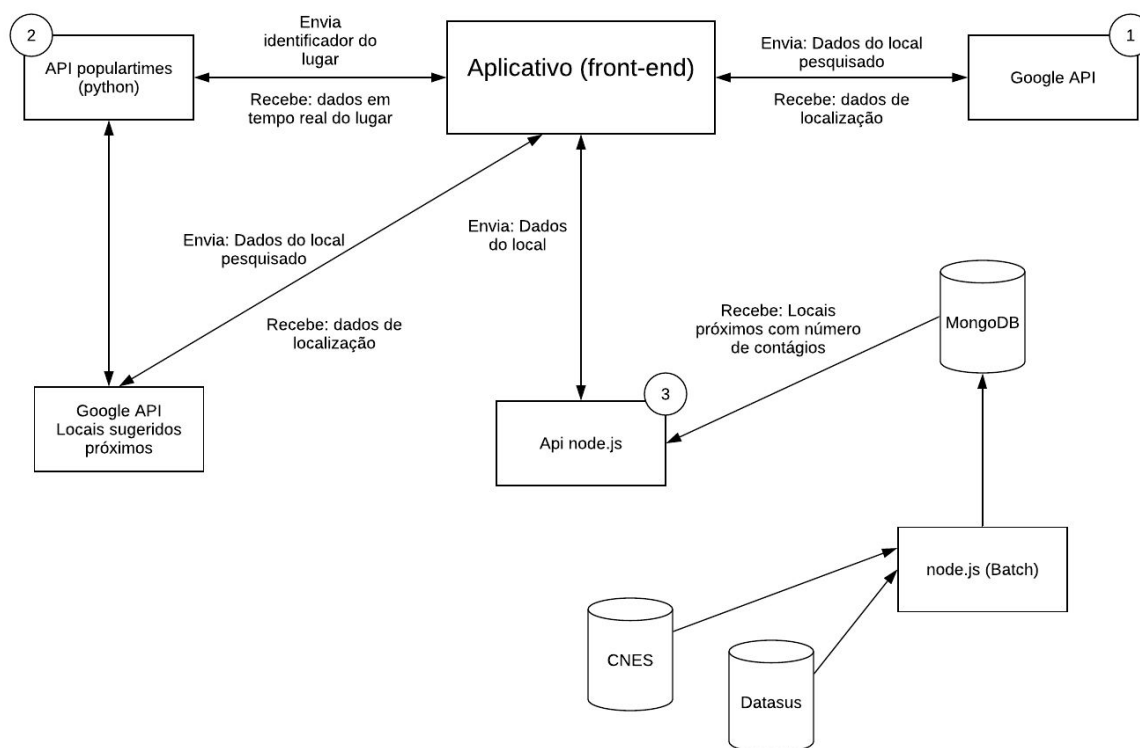 2
API populartimes
(python)
Envia
identificador do
lugar
Recebe: dados em
tempo real do lugar
Aplicativo (front-end)
Envia: Dados do local
pesquisado
Recebe: dados de
localização
1
Google API
Envia: Dados do local
pesquisado
Recebe: dados de
localização
Envia: Dados
do local
Recebe: Locais
próximos com número
de contágios
MongoDB
Google API
Locais sugeridos
próximos
3
Api node.js
node.js (Batch)
CNES
Datasus